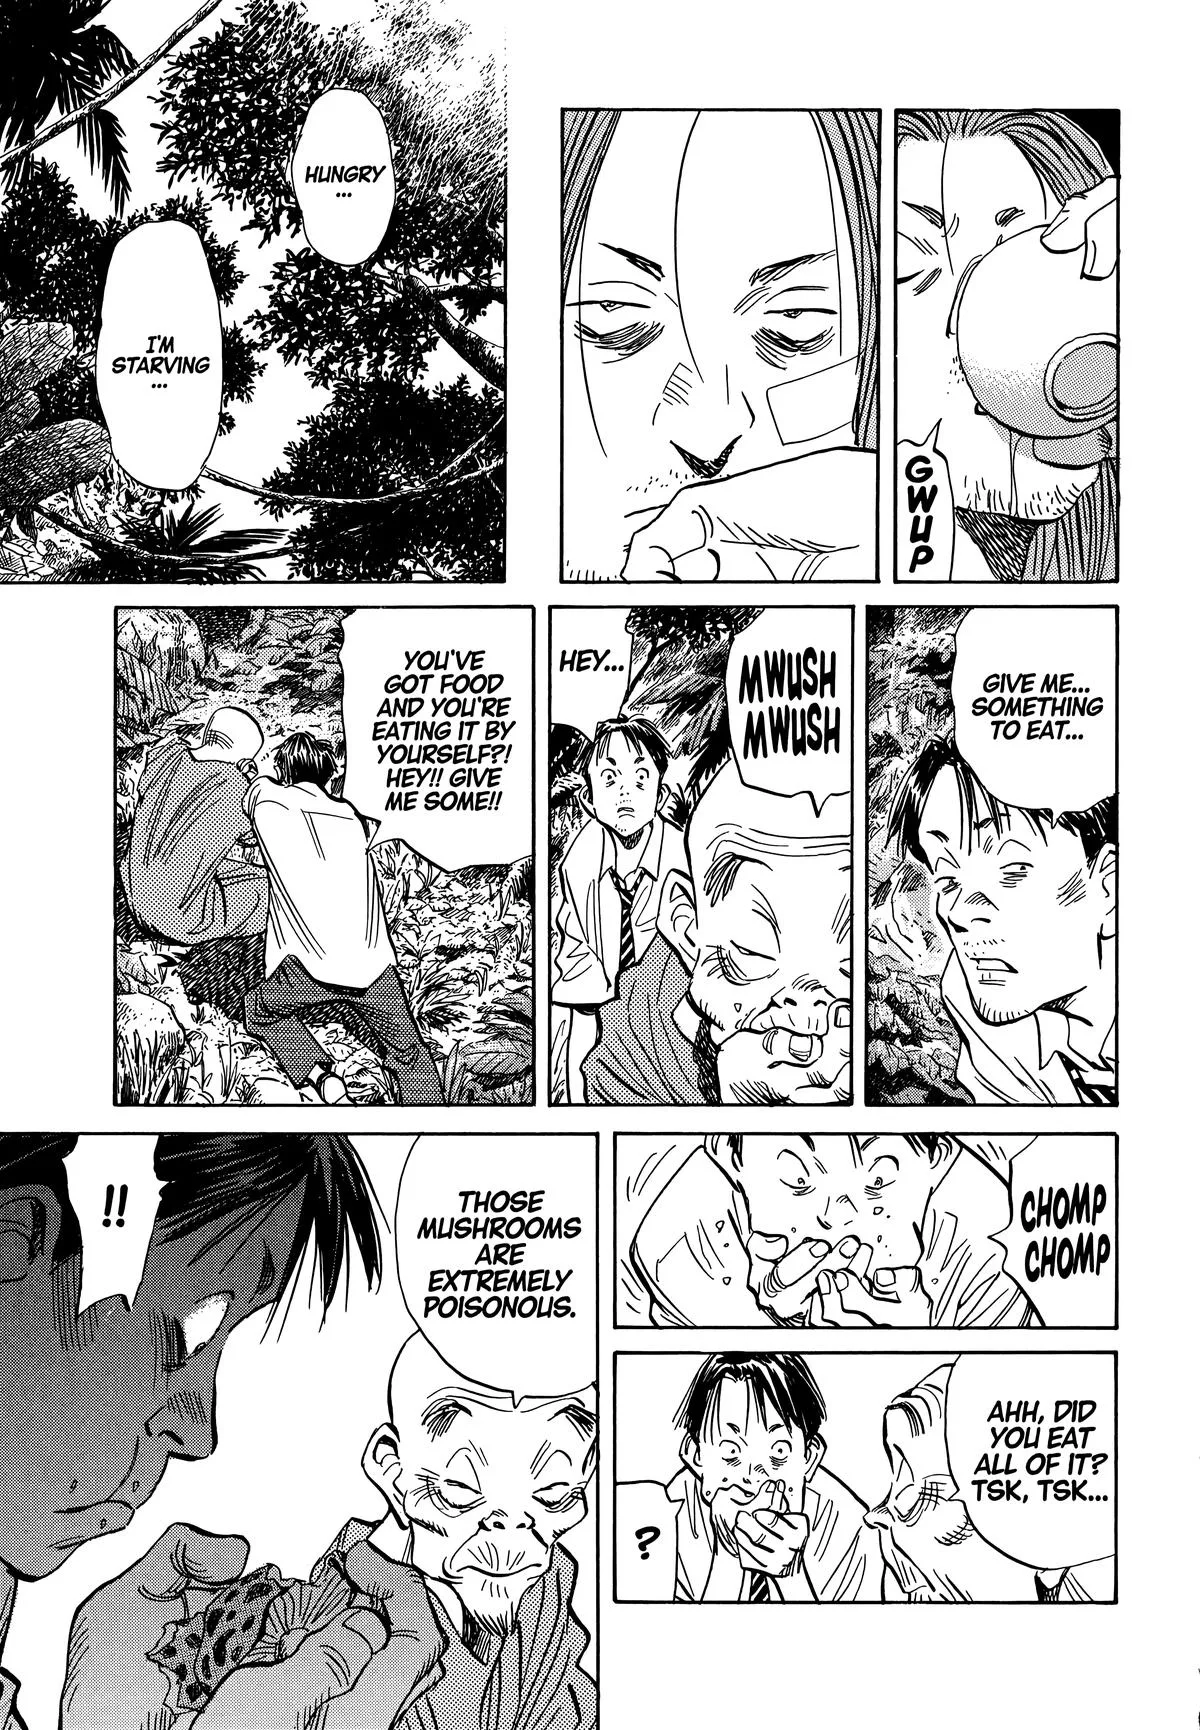 GWUP
HUNGRY
...
I'M
STARVING
...
GIVE ME...
SOMETHING
TO EAT...
MWUSH
MWUSH
HEY...
YOU'VE
GOT FOOD
AND YOU'RE
EATING IT BY
YOURSELF?!
HEY!! GIVE
ME SOME!!
CHOMP
CHOMP
AHH, DID
YOU EAT
ALL OF IT?
TSK, TSK...
?
THOSE
MUSHROOMS
ARE
EXTREMELY
POISONOUS.
!!